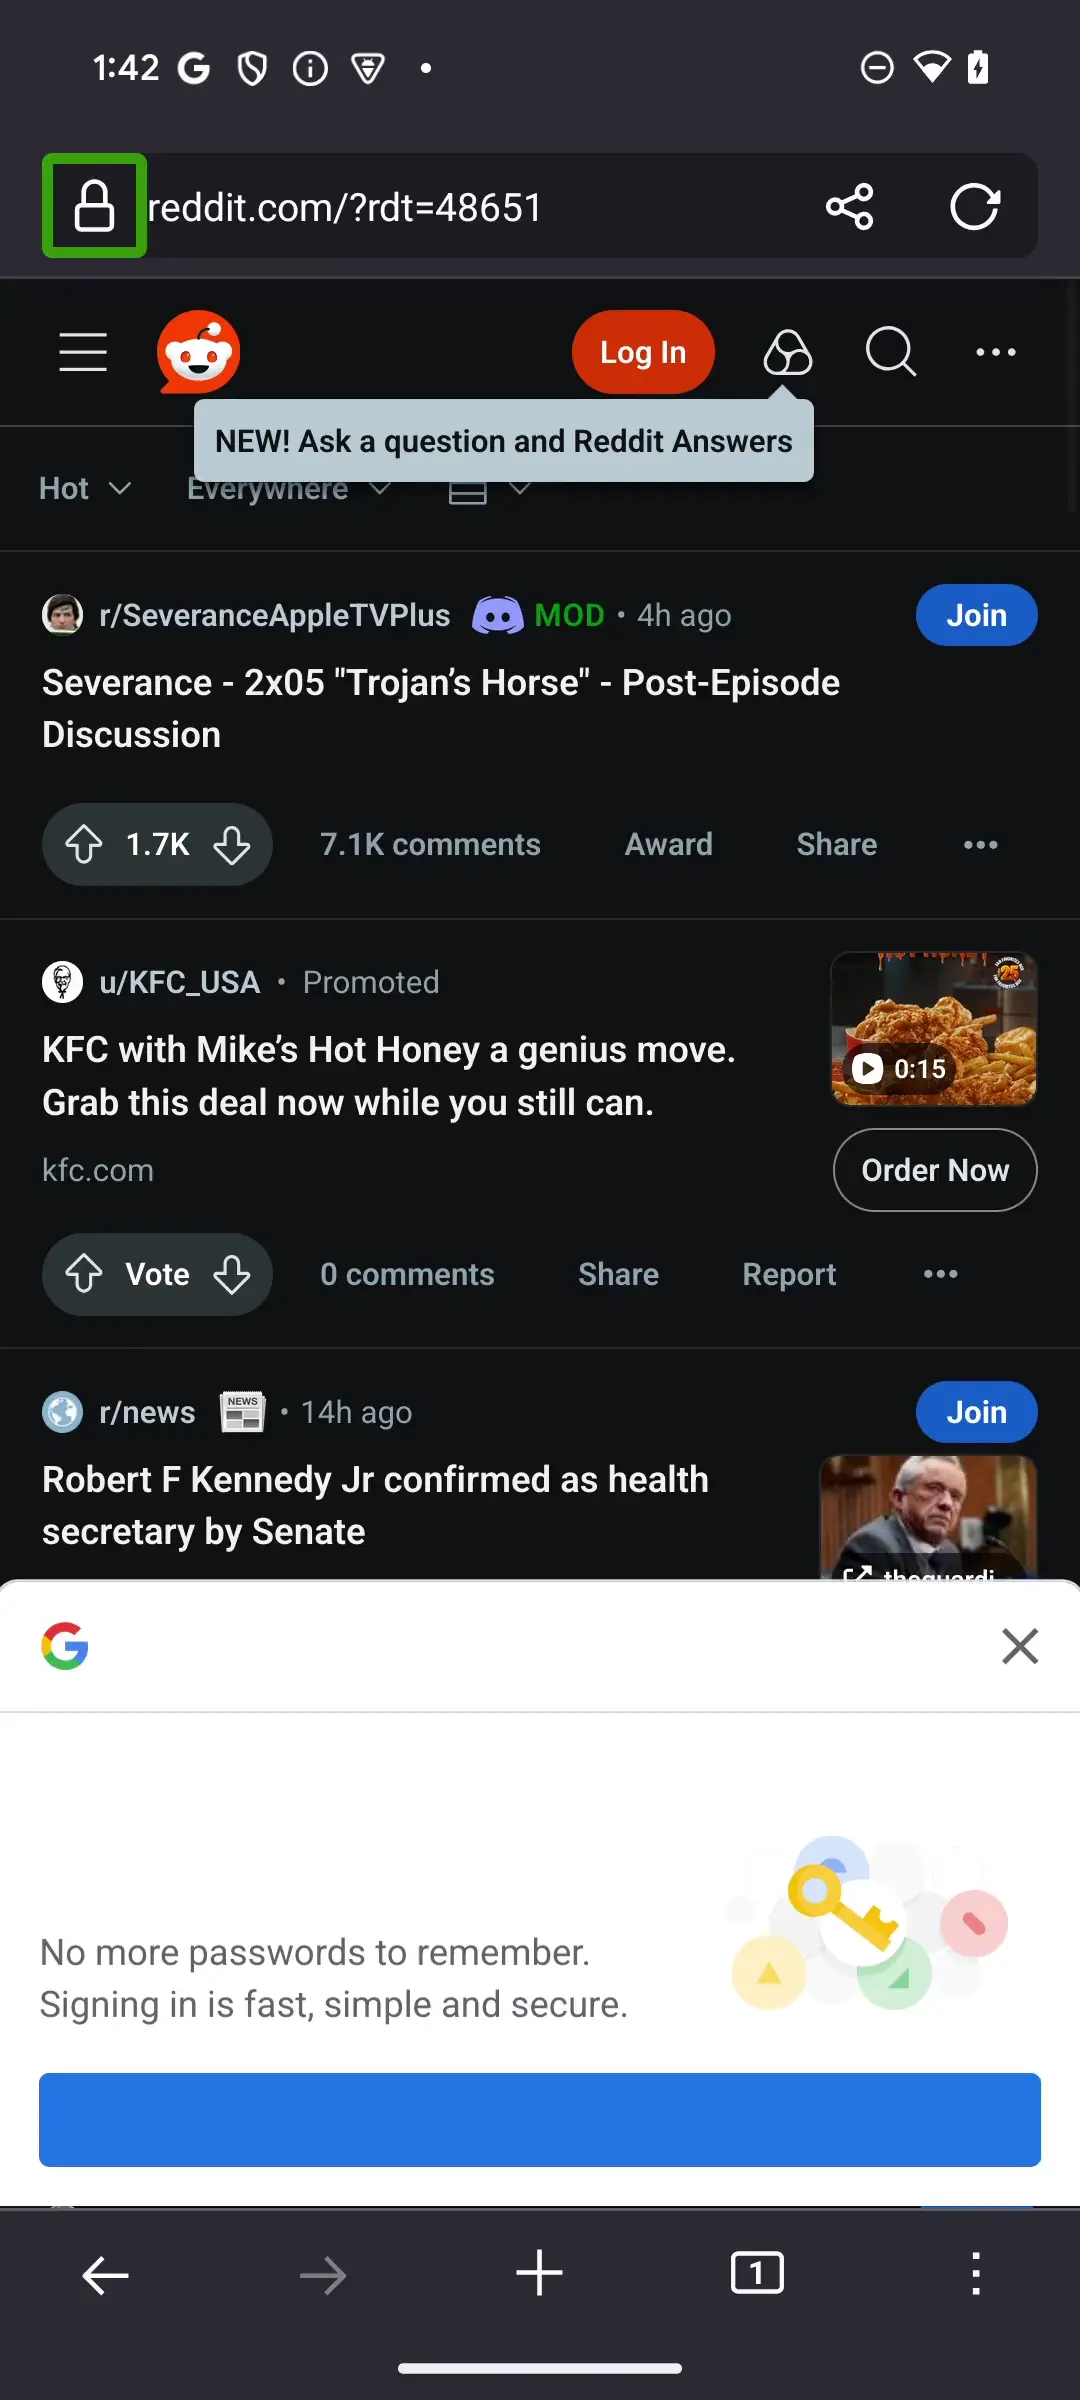 1:42
reddit.com/?rdt=48651
Log In
NEW! Ask a question and Reddit Answers
Hot
Everywhere
r/SeveranceAppleTVPlus MOD • 4h ago
Join
Severance - 2x05 "Trojan’s Horse" - Post-Episode
Discussion
1.7K
7.1K comments
Award
Share
u/KFC_USA • Promoted
KFC with Mike’s Hot Honey a genius move.
Grab this deal now while you still can.
25
0:15
kfc.com
Order Now
Vote
0 comments
Share
Report
r/news NEWS • 14h ago
Join
Robert F Kennedy Jr confirmed as health
secretary by Senate
theguardi...
No more passwords to remember.
Signing in is fast, simple and secure.
1